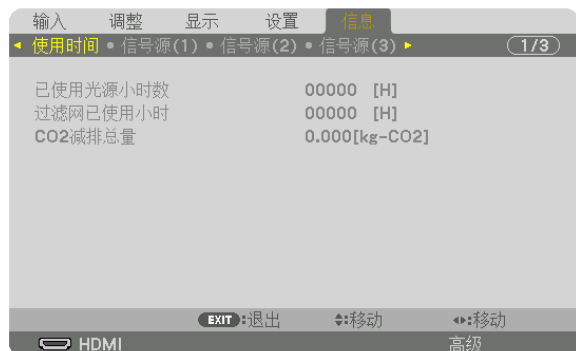 输入 调整 显示 设置 信息
使用时间 • 信号源(1) • 信号源(2) • 信号源(3) 1/3
已使用光源小时数 00000 [H]
过滤网已使用小时 00000 [H]
CO2减排总量 0.000[kg-CO2]
EXIT:退出 :移动 :移动
HDMI 高级